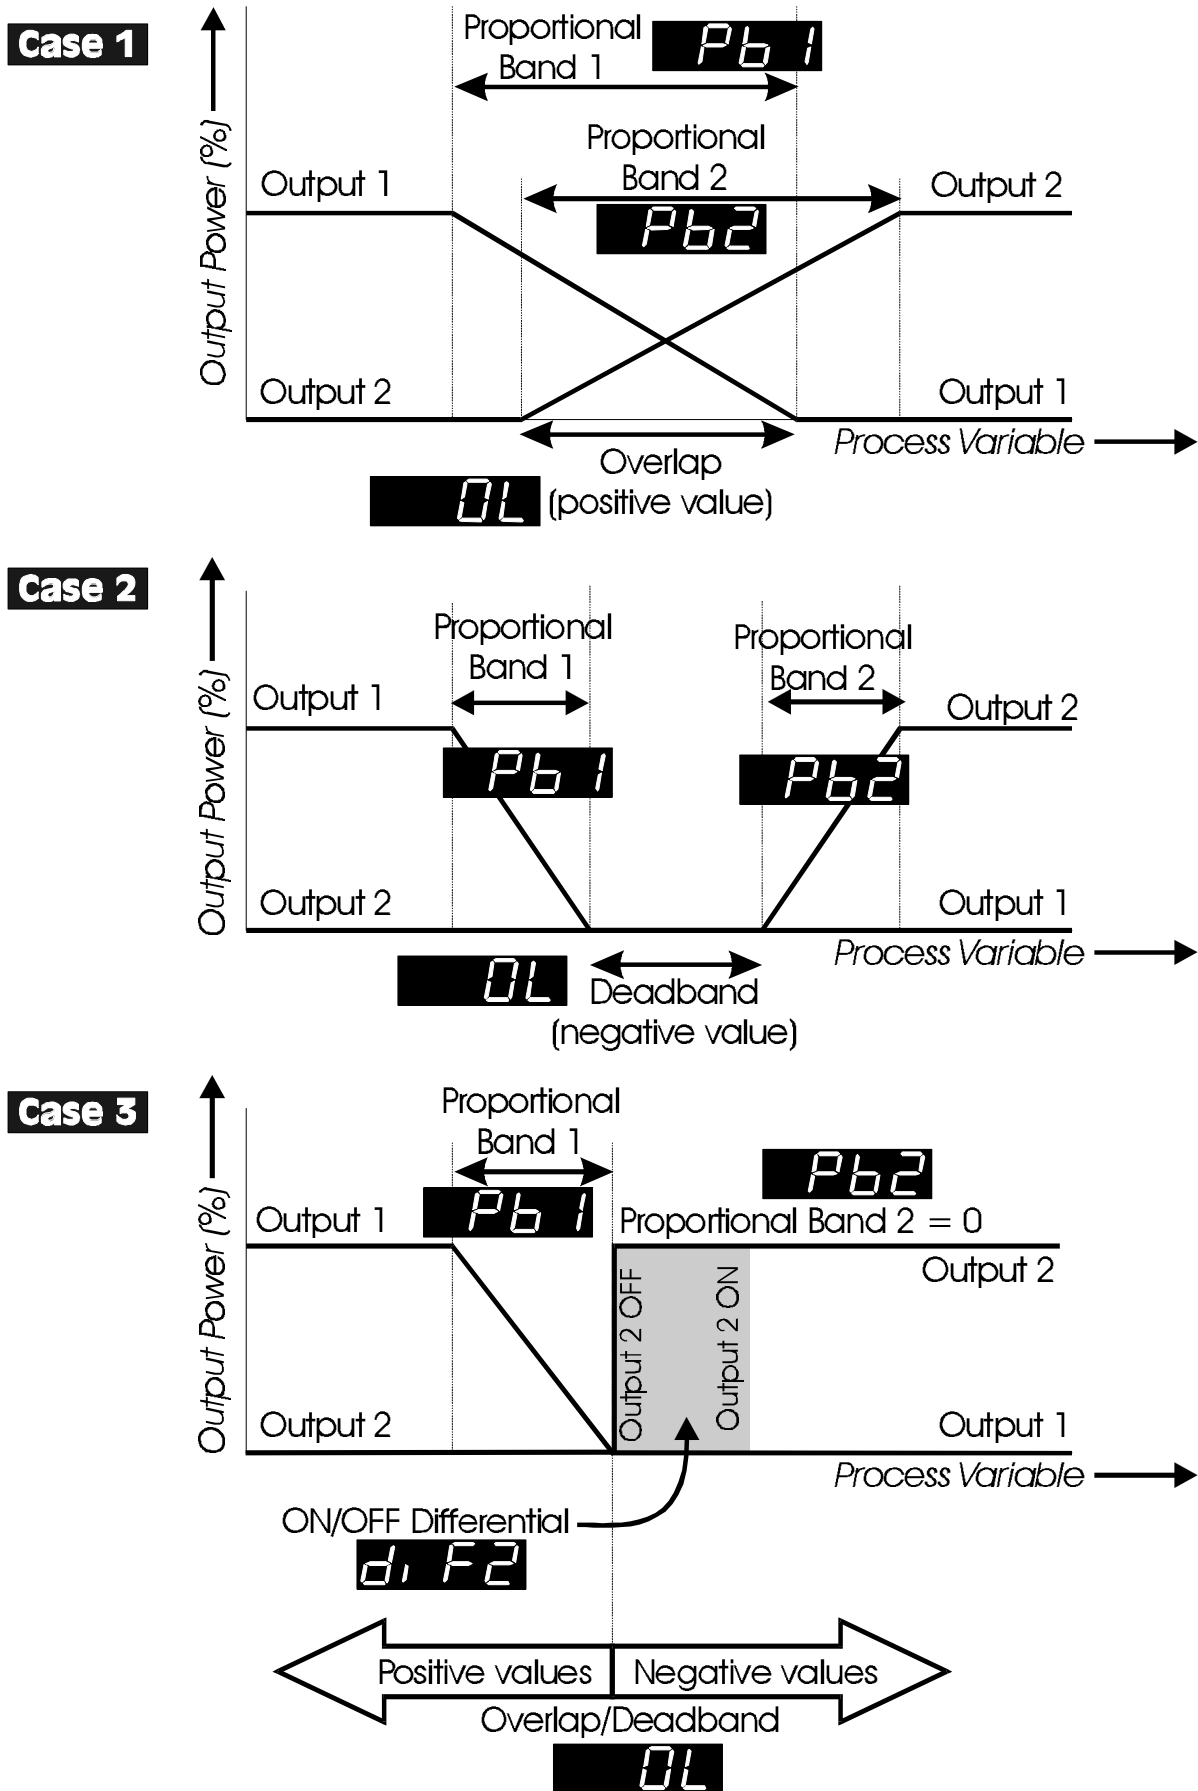 Case 1
Output Power (%)
Proportional
Band 1
Pb1
Proportional
Band 2
Pb2
Output 1
Output 2
Output 2
Output 1
Process Variable
Overlap
(positive value)
OL
Case 2
Output Power (%)
Proportional
Band 1
Proportional
Band 2
Output 1
Output 2
Pb1
Pb2
Output 2
Output 1
Process Variable
OL
Deadband
(negative value)
Case 3
Output Power (%)
Proportional
Band 1
Pb1
Pb2
Output 1
Proportional Band 2 = 0
Output 2
Output 2 OFF
Output 2 ON
Output 2
Output 1
Process Variable
ON/OFF Differential
diF2
Positive values
Negative values
Overlap/Deadband
OL